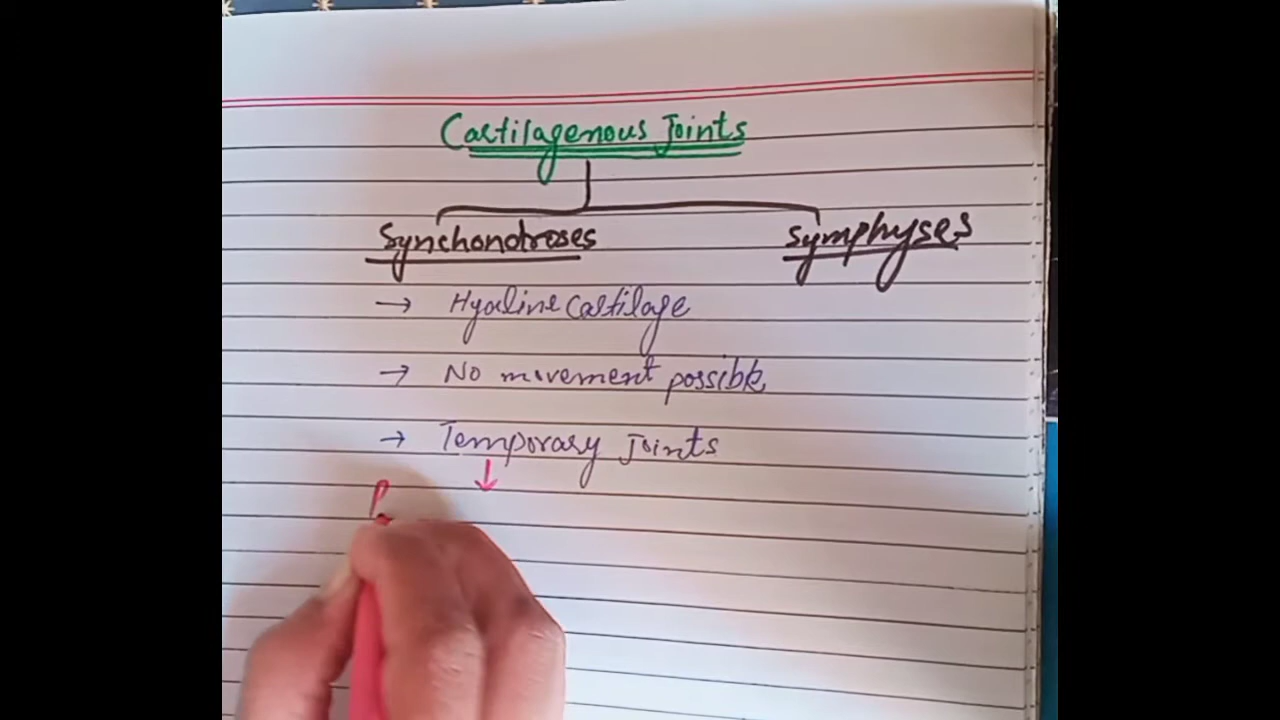 Cartilagenous Joints
Synchondroses Symphyses
→ Hyaline Cartilage
→ No movement possible
→ Temporary Joints
↓
P